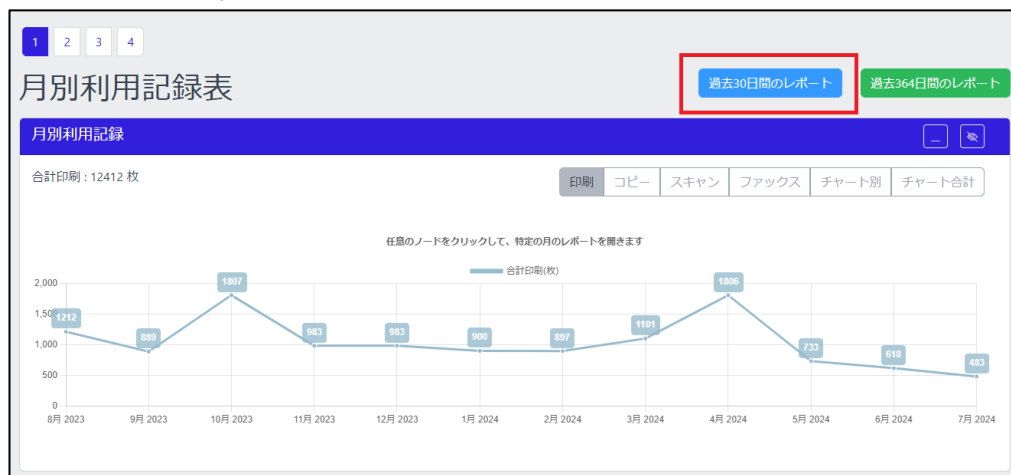 1 2 3 4
月別利用記録表
過去30日間のレポート 過去364日間のレポート
月別利用記録
合計印刷 : 12412 枚
印刷 コピー スキャン ファックス チャート別 チャート合計
任意のノードをクリックして、特定の月のレポートを開きます
合計印刷(枚)
2,000
1,000
500
0
1212 889 1807 983 983 900 897 1101 1806 733 618 483
8月 2023 9月 2023 10月 2023 11月 2023 12月 2023 1月 2024 2月 2024 3月 2024 4月 2024 5月 2024 6月 2024 7月 2024